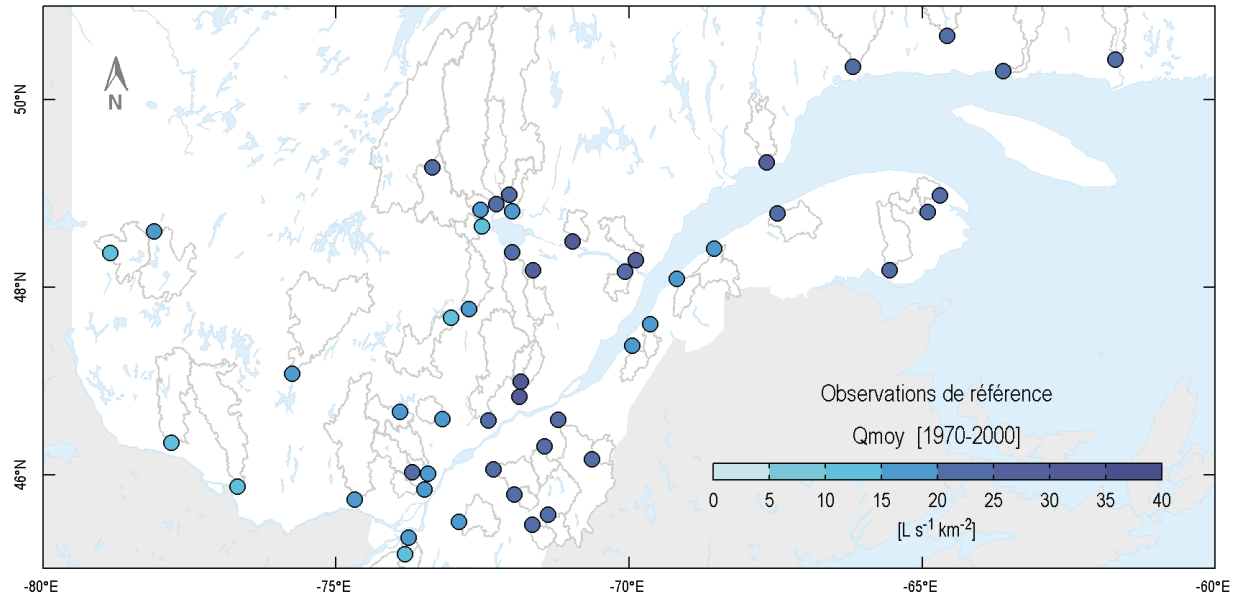 50°N
48°N
46°N
N
Observations de référence
Qmoy [1970-2000]
0 5 10 15 20 25 30 35 40
[L s⁻¹ km⁻²]
-80°E -75°E -70°E -65°E -60°E